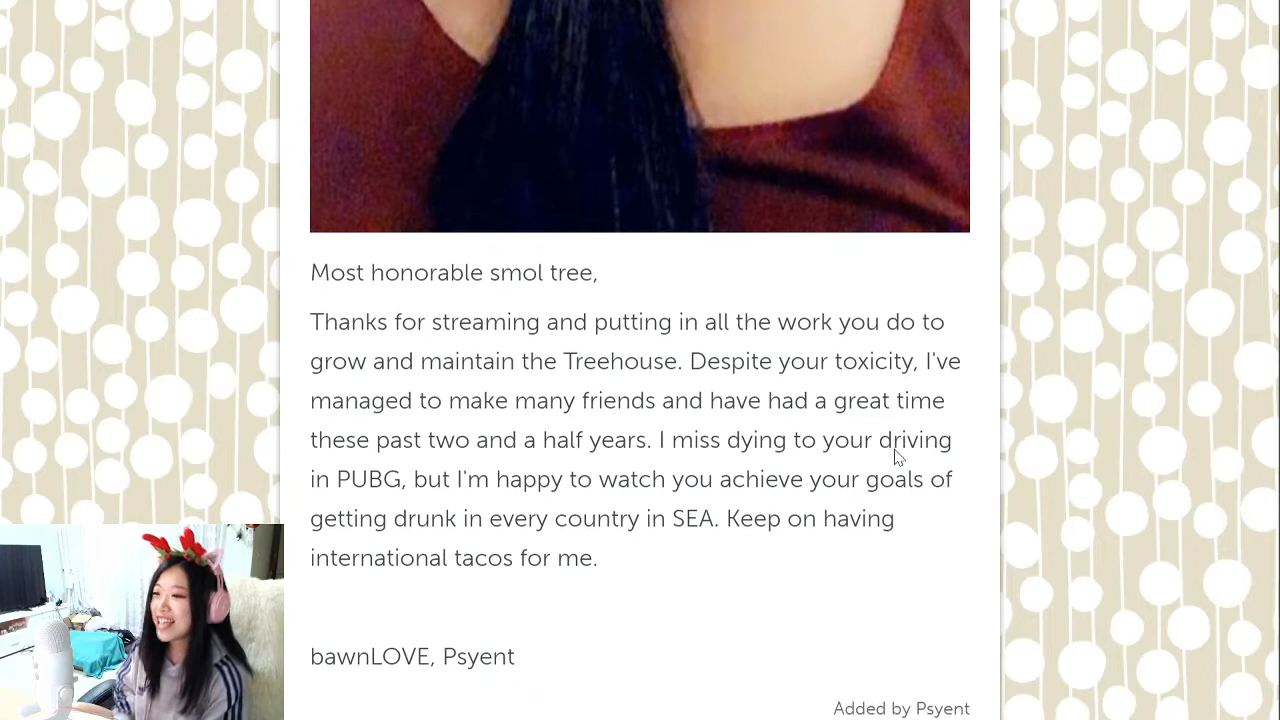 Most honorable smol tree,
Thanks for streaming and putting in all the work you do to
grow and maintain the Treehouse. Despite your toxicity, I've
managed to make many friends and have had a great time
these past two and a half years. I miss dying to your driving
in PUBG, but I'm happy to watch you achieve your goals of
getting drunk in every country in SEA. Keep on having
international tacos for me.
bawnLOVE, Psyent
Added by Psyent